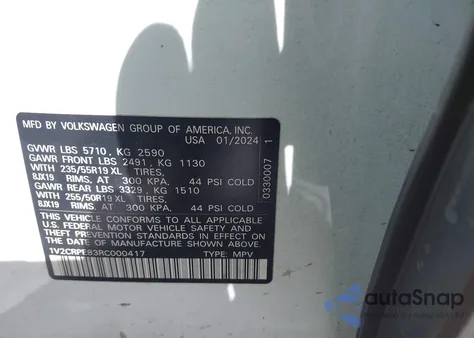 MFD BY VOLKSWAGEN GROUP OF AMERICA, INC.
USA 01/2024
GVWR LBS 5710, KG 2590
GAWR FRONT LBS 2491, KG 1130
WITH 235/55R19 XL TIRES,
8JX19 RIMS, AT 300 KPA. 44 PSI COLD
GAWR REAR LBS 3329, KG 1510
WITH 255/50R19 XL TIRES,
8JX19 RIMS, AT 300 KPA. 44 PSI COLD
THIS VEHICLE CONFORMS TO ALL APPLICABLE
U.S. FEDERAL MOTOR VEHICLE SAFETY AND
THEFT PREVENTION STANDARDS IN EFFECT
ON THE DATE OF MANUFACTURE SHOWN ABOVE.
1V2CRPE83RC000417 TYPE: MPV
0330007 1
autoSnap